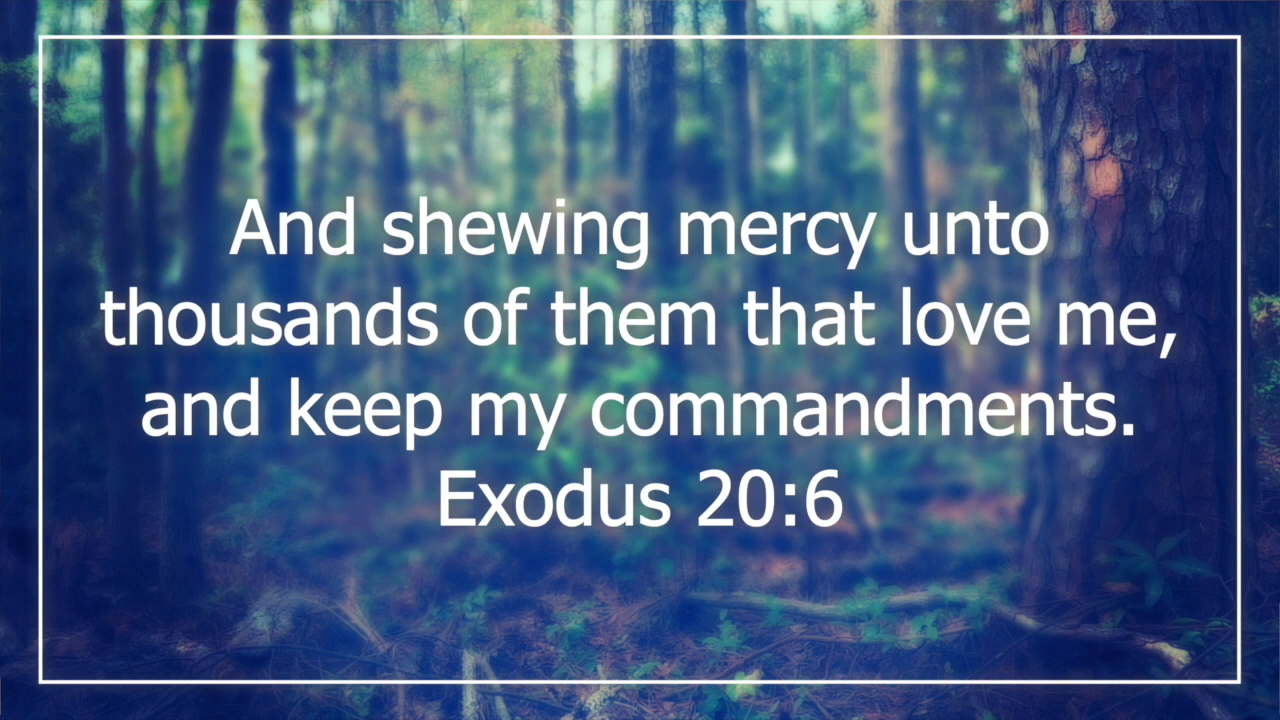 And shewing mercy unto
thousands of them that love me,
and keep my commandments.
Exodus 20:6